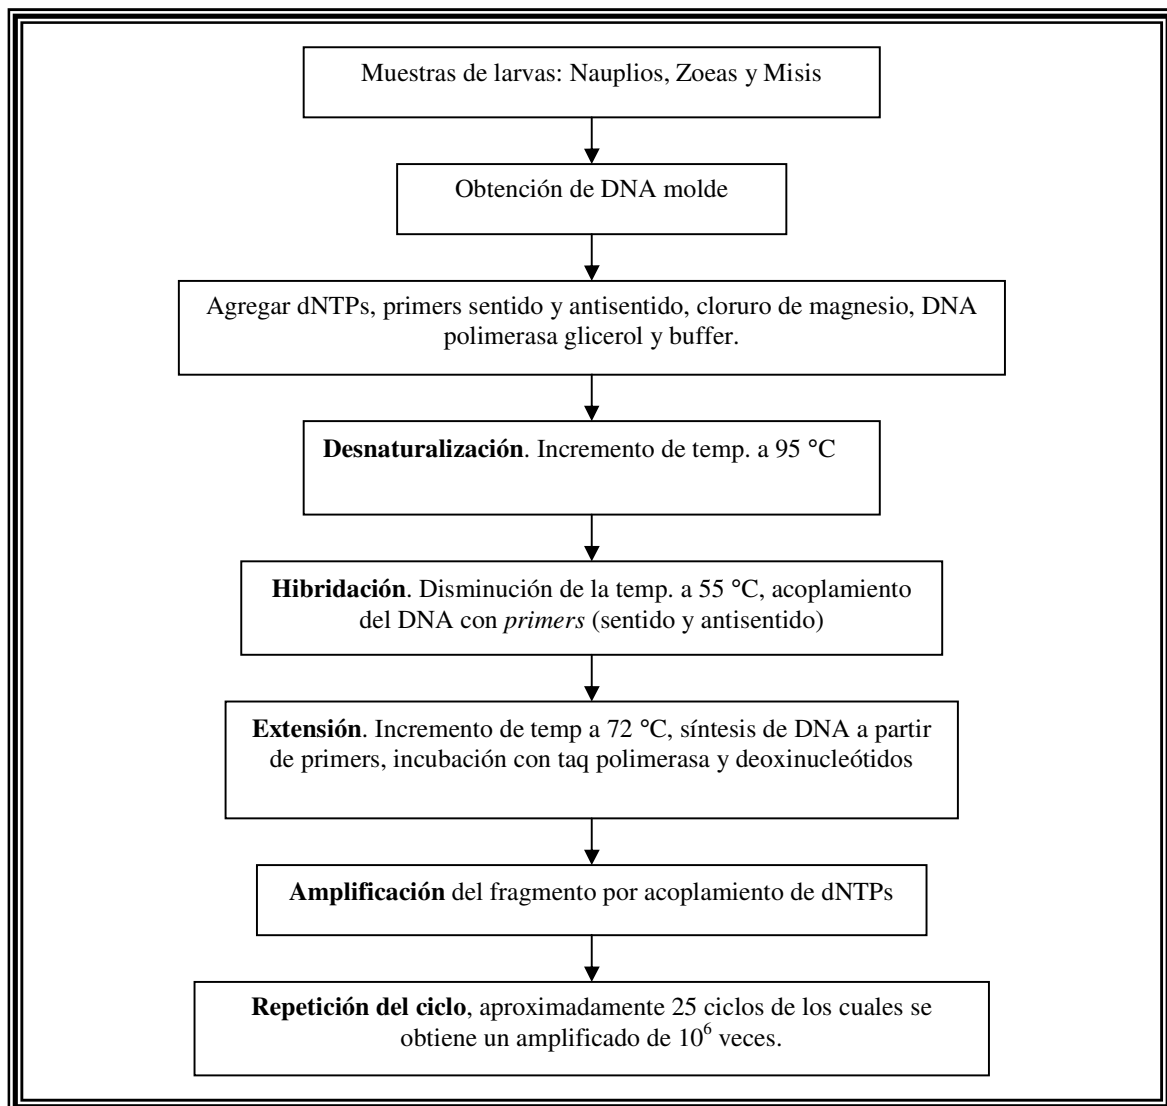 Muestras de larvas: Nauplios, Zoeas y Misis
Obtención de DNA molde
Agregar dNTPs, primers sentido y antisentido, cloruro de magnesio, DNA
polimerasa glicerol y buffer.
Desnaturalización. Incremento de temp. a 95 °C
Hibridación. Disminución de la temp. a 55 °C, acoplamiento
del DNA con primers (sentido y antisentido)
Extensión. Incremento de temp a 72 °C, síntesis de DNA a partir
de primers, incubación con taq polimerasa y deoxinucleótidos
Amplificación del fragmento por acoplamiento de dNTPs
Repetición del ciclo, aproximadamente 25 ciclos de los cuales se
obtiene un amplificado de 10⁶ veces.